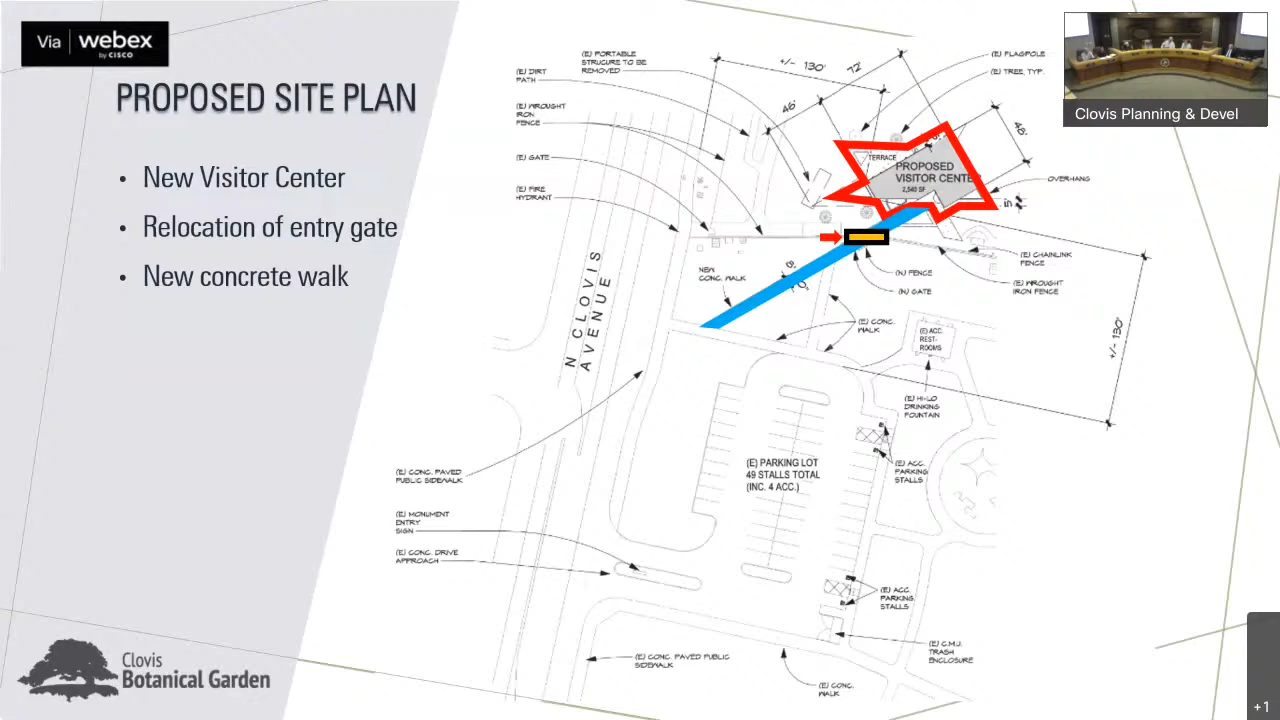 Via webex
by CISCO
PROPOSED SITE PLAN
• New Visitor Center
• Relocation of entry gate
• New concrete walk
Clovis
Botanical Garden
(E) PORTABLE
STRUCURE TO BE
REMOVED
(E) DIRT
PATH
(E) WROUGHT
IRON
FENCE
(E) GATE
(E) FIRE
HYDRANT
+/- 130'
72'
46'
48'
(E) FLAGPOLE
(E) TREE, TYP.
TERRACE
PROPOSED
VISITOR CENTE
2,540 SF
OVERHANG
15'
NEW
CONC. WALK
(N) FENCE
(N) GATE
(E) CHAINLINK
FENCE
(E) WROUGHT
IRON FENCE
(E) CONC.
WALK
(E) ACC.
REST-
ROOMS
+/- 130'
N CLOVIS
AVENUE
(E) HI-LO
DRINKING
FOUNTAIN
(E) PARKING LOT
49 STALLS TOTAL
(INC. 4 ACC.)
(E) ACC.
PARKING
STALLS
(E) CONC. PAVED
PUBLIC SIDEWALK
(E) MONUMENT
ENTRY
SIGN
(E) CONC. DRIVE
APPROACH
(E) ACC.
PARKING
STALLS
(E) C.M.U.
TRASH
ENCLOSURE
(E) CONC. PAVED PUBLIC
SIDEWALK
(E) CONC.
WALK
Clovis Planning & Devel
+1